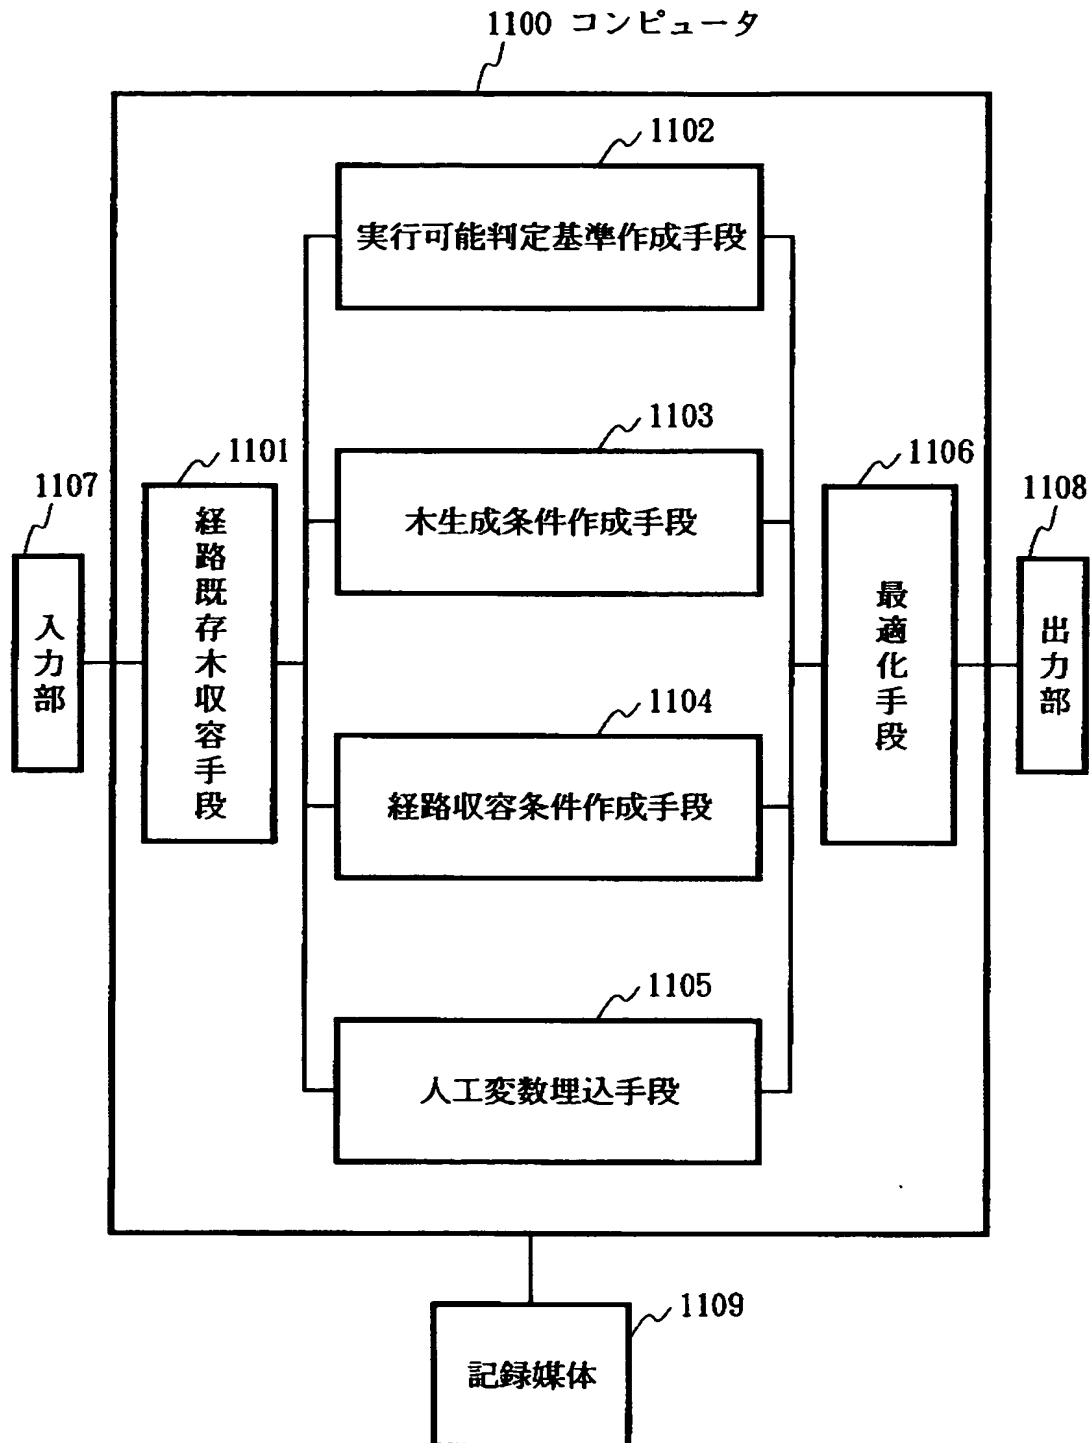 1100 コンピュータ
1102
実行可能判定基準作成手段
1103
木生成条件作成手段
1101
経路既存木収容手段
1107
入力部
1106
最適化手段
1108
出力部
1104
経路収容条件作成手段
1105
人工変数埋込手段
1109
記録媒体